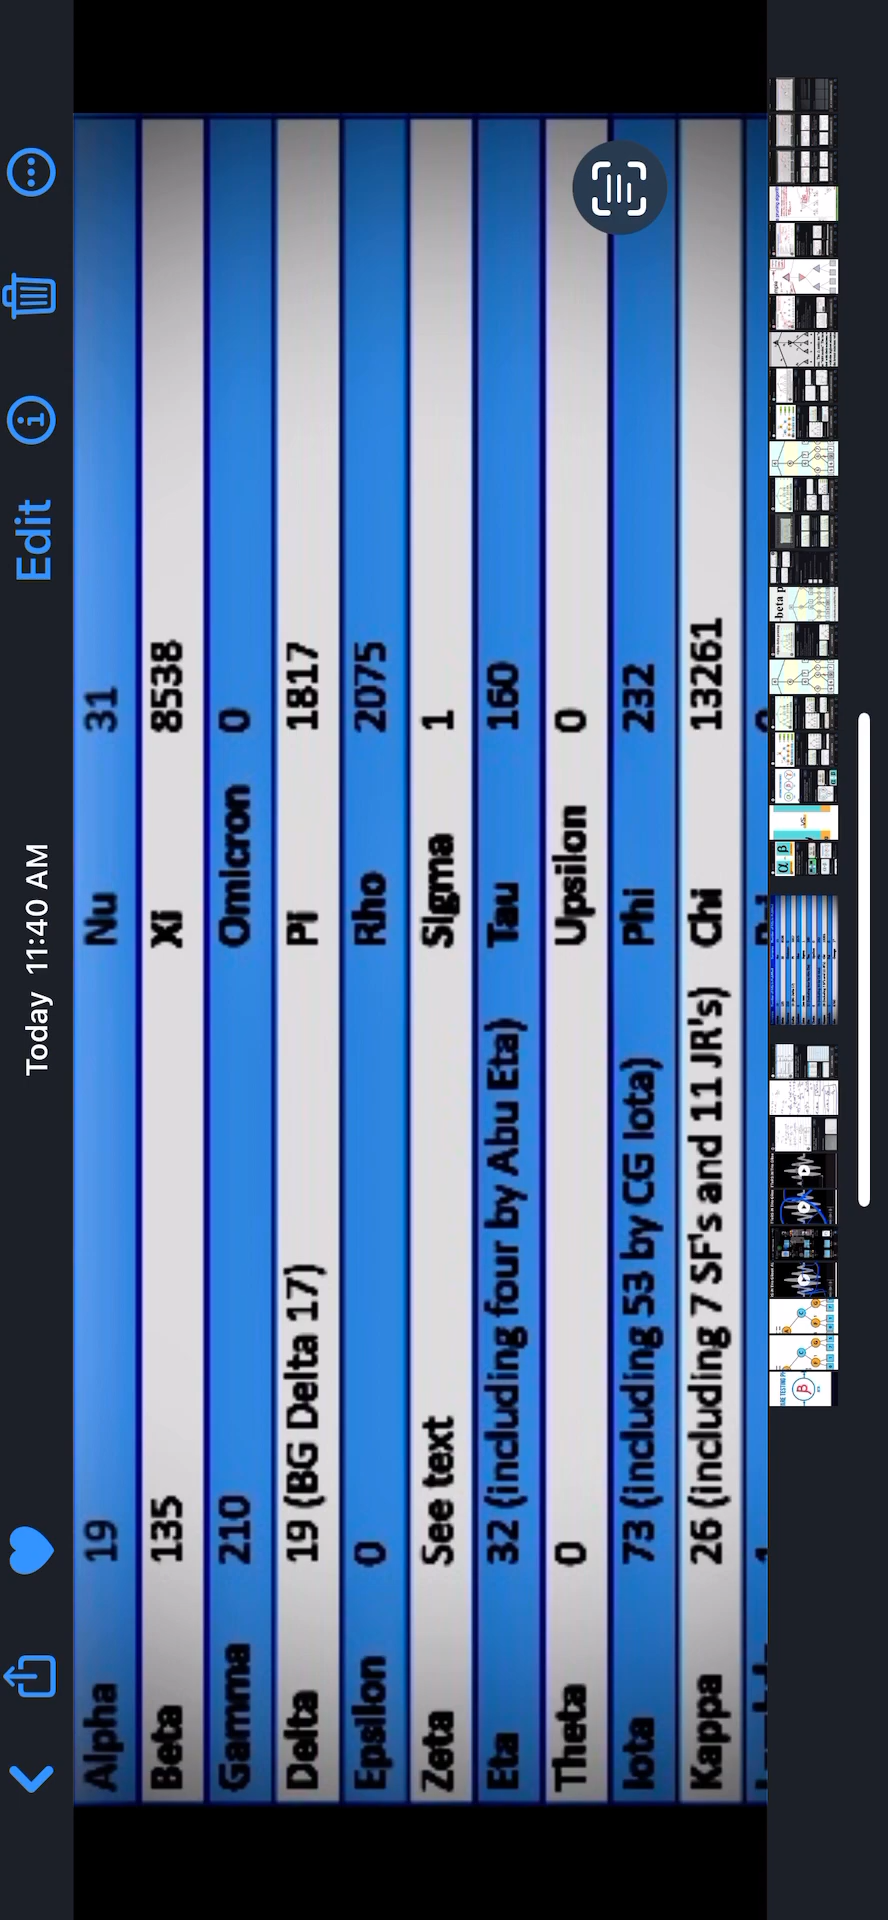 Today 11:40 AM
Edit
Alpha 19 Nu 31
Beta 135 Xi 8538
Gamma 210 Omicron 0
Delta 19 (BG Delta 17) Pi 1817
Epsilon 0 Rho 2075
Zeta See text Sigma 1
Eta 32 (including four by Abu Eta) Tau 160
Theta 0 Upsilon 0
Iota 73 (including 53 by CG Iota) Phi 232
Kappa 26 (including 7 SF's and 11 JR's) Chi 13261